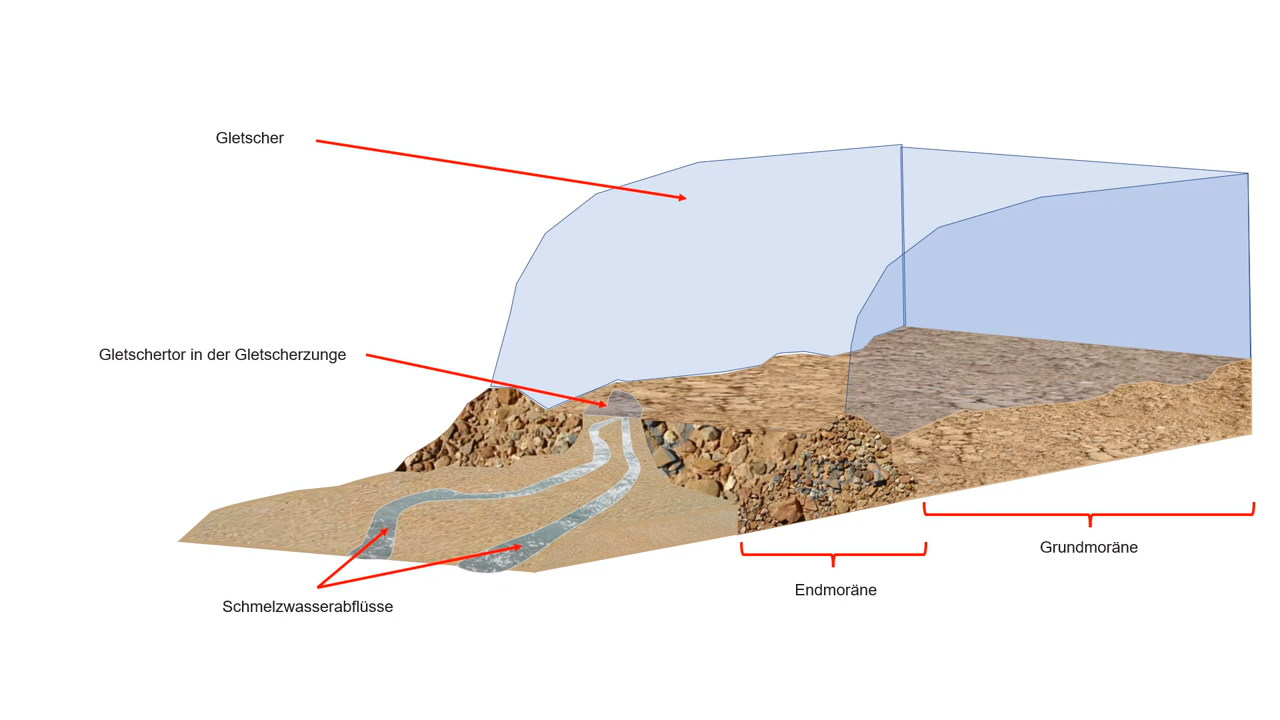 Gletscher
Gletschertor in der Gletscherzunge
Grundmoräne
Endmoräne
Schmelzwasserabflüsse